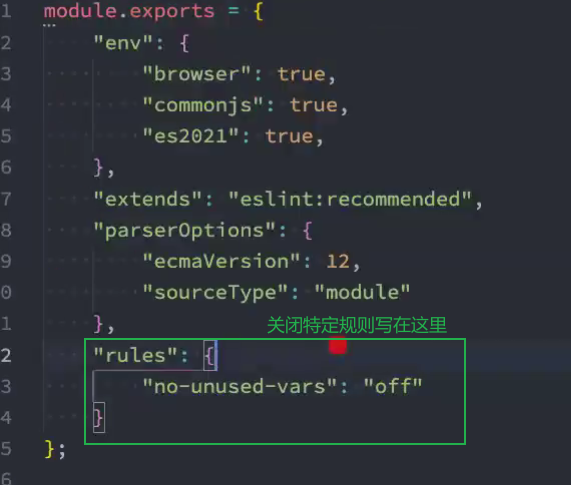 1 module.exports = {
2 "env": {
3 "browser": true,
4 "commonjs": true,
5 "es2021": true,
6 },
7 "extends": "eslint:recommended",
8 "parserOptions": {
9 "ecmaVersion": 12,
0 "sourceType": "module"
1 },
关闭特定规则写在这里
2 "rules": {
3 "no-unused-vars": "off"
4 }
5 };
6